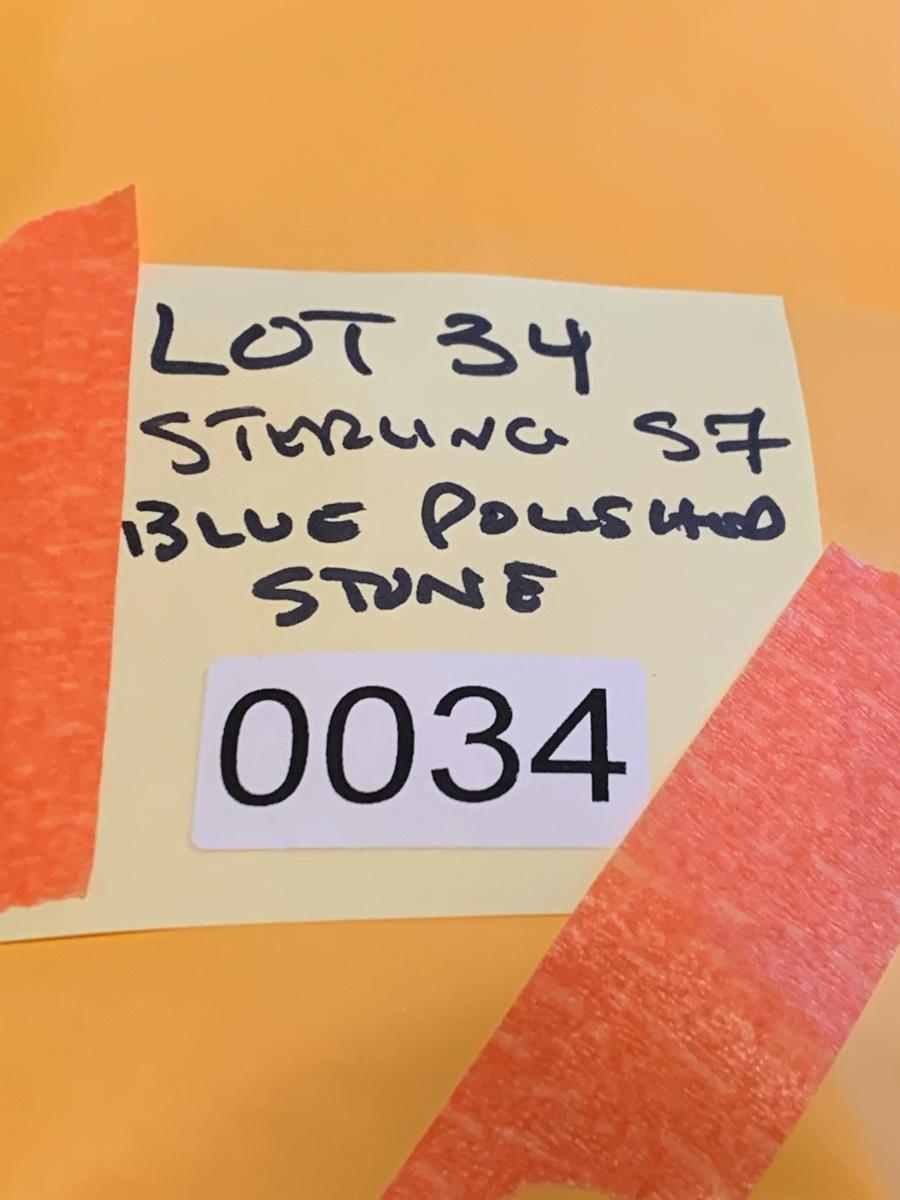 LOT 34
STERLING S7
BLUE POLISHED
STONE
0034